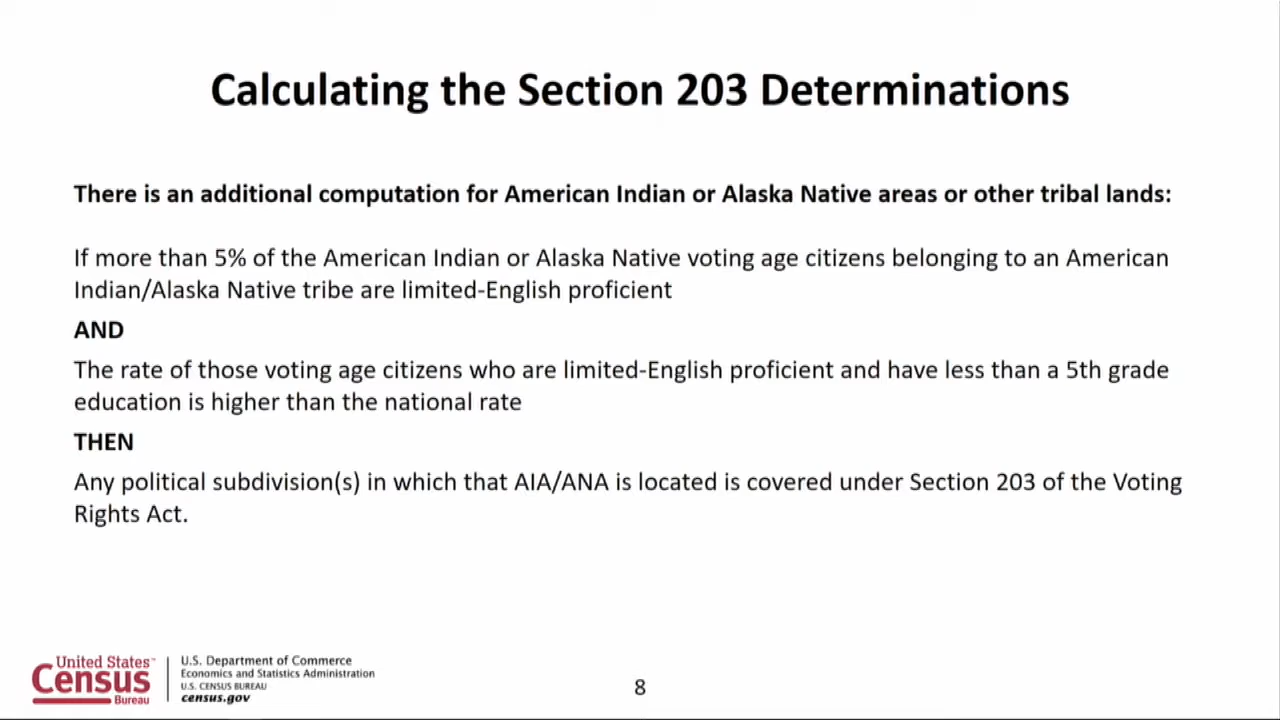 Calculating the Section 203 Determinations
There is an additional computation for American Indian or Alaska Native areas or other tribal lands:
If more than 5% of the American Indian or Alaska Native voting age citizens belonging to an American
Indian/Alaska Native tribe are limited-English proficient
AND
The rate of those voting age citizens who are limited-English proficient and have less than a 5th grade
education is higher than the national rate
THEN
Any political subdivision(s) in which that AIA/ANA is located is covered under Section 203 of the Voting
Rights Act.
United States™
Census
Bureau
U.S. Department of Commerce
Economics and Statistics Administration
U.S. CENSUS BUREAU
census.gov
8